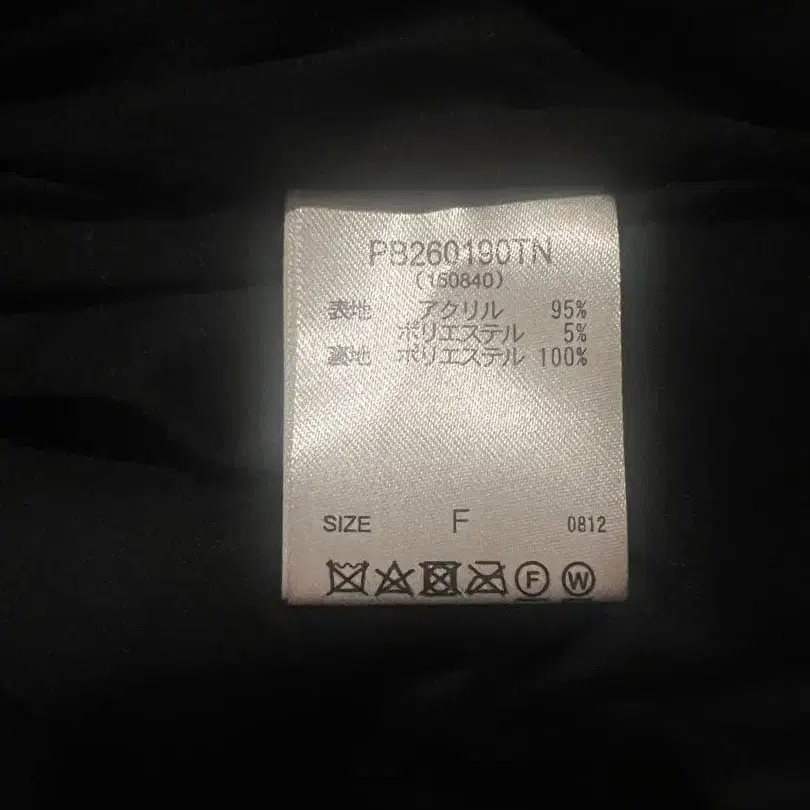 PB260190TN
(150840)
表地 アクリル 95%
ポリエステル 5%
裏地 ポリエステル 100%
SIZE F 0812
F W